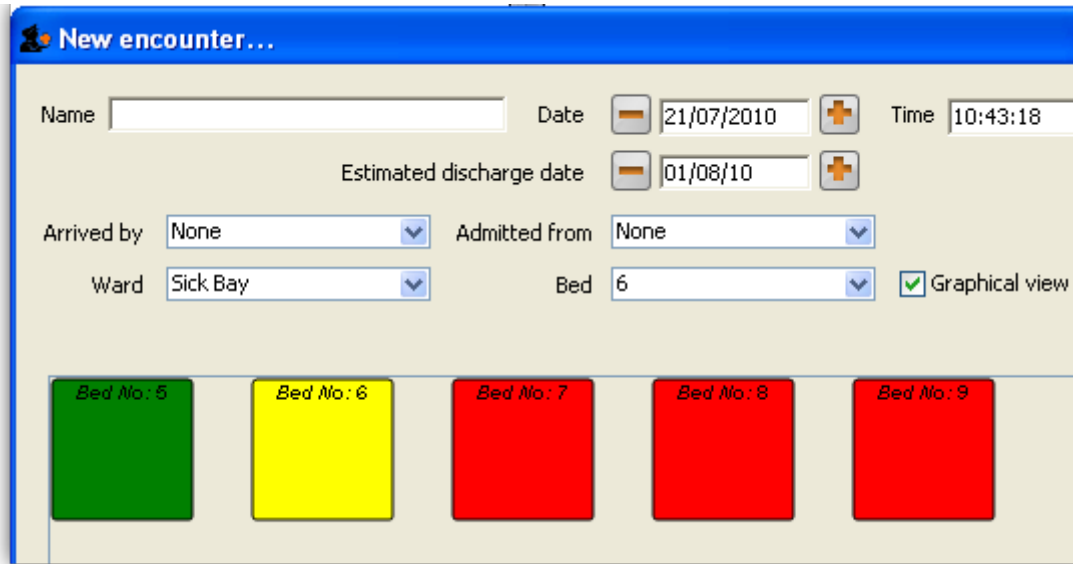 New encounter...
Name Date 21/07/2010 Time 10:43:18
Estimated discharge date 01/08/10
Arrived by None Admitted from None
Ward Sick Bay Bed 6 Graphical view
Bed No: 5 Bed No: 6 Bed No: 7 Bed No: 8 Bed No: 9